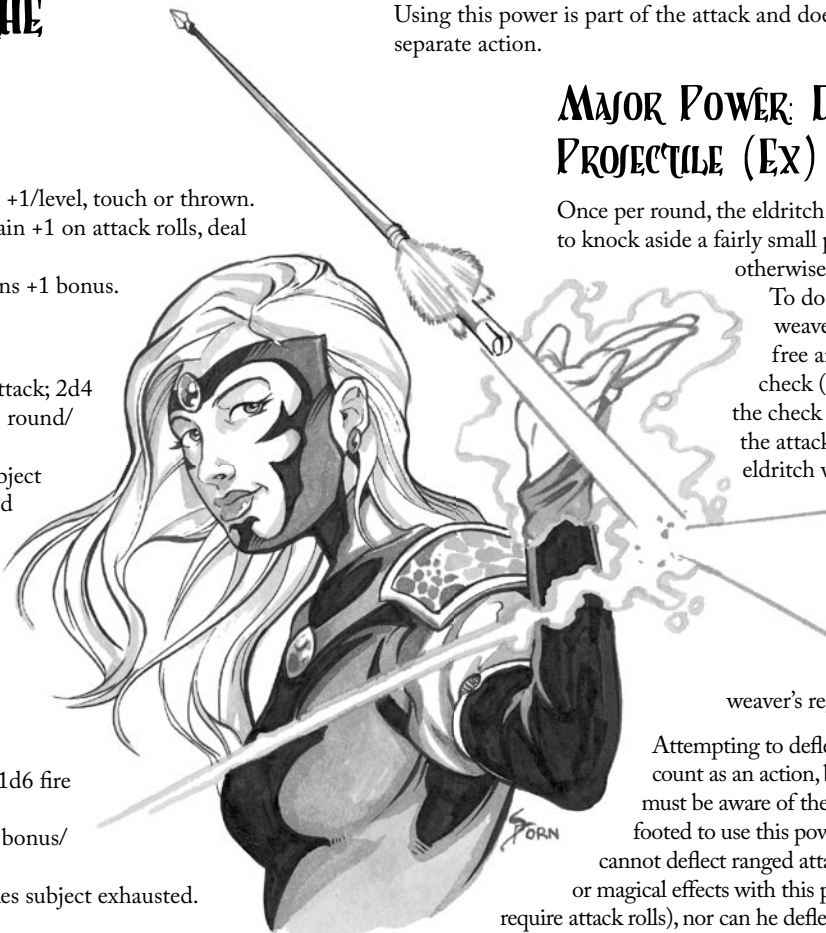 HE
+1/level, touch or thrown.
ain +1 on attack rolls, deal
ns +1 bonus.
ttack; 2d4
round/
bject
d
1d6 fire
bonus/
es subject exhausted.
Using this power is part of the attack and doe
separate action.
Major Power: D
Projectile (Ex)
Once per round, the eldritch
to knock aside a fairly small p
otherwise
To do
weave
free a
check (
the check
the attack
eldritch w
weaver’s re
Attempting to defle
count as an action, b
must be aware of the
footed to use this pow
cannot deflect ranged atta
or magical effects with this p
require attack rolls), nor can he defle
STORN